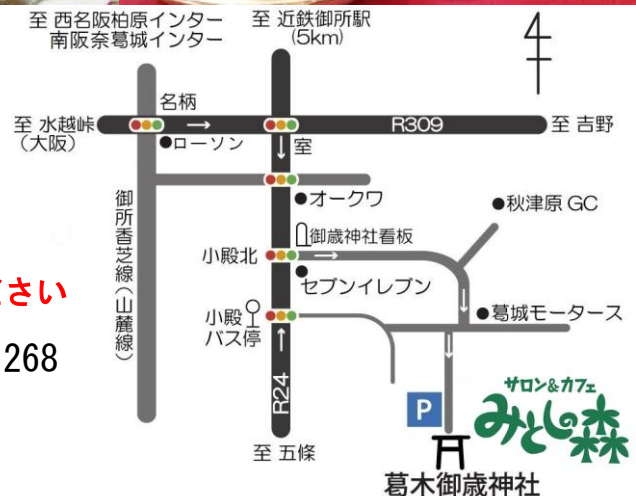 至 西名阪柏原インター
南阪奈葛城インター
至 近鉄御所駅
(5km)
4
名柄
至 水越峠
(大阪)
R309
至 吉野
●ローソン
室
●オークワ
●秋津原 GC
御所香芝線(山麓線)
御歳神社看板
小殿北
セブンイレブン
さい
小殿
バス停
●葛城モータース
268
R24
P
サロン&カフェ
みとしの森
至 五條
葛木御歳神社